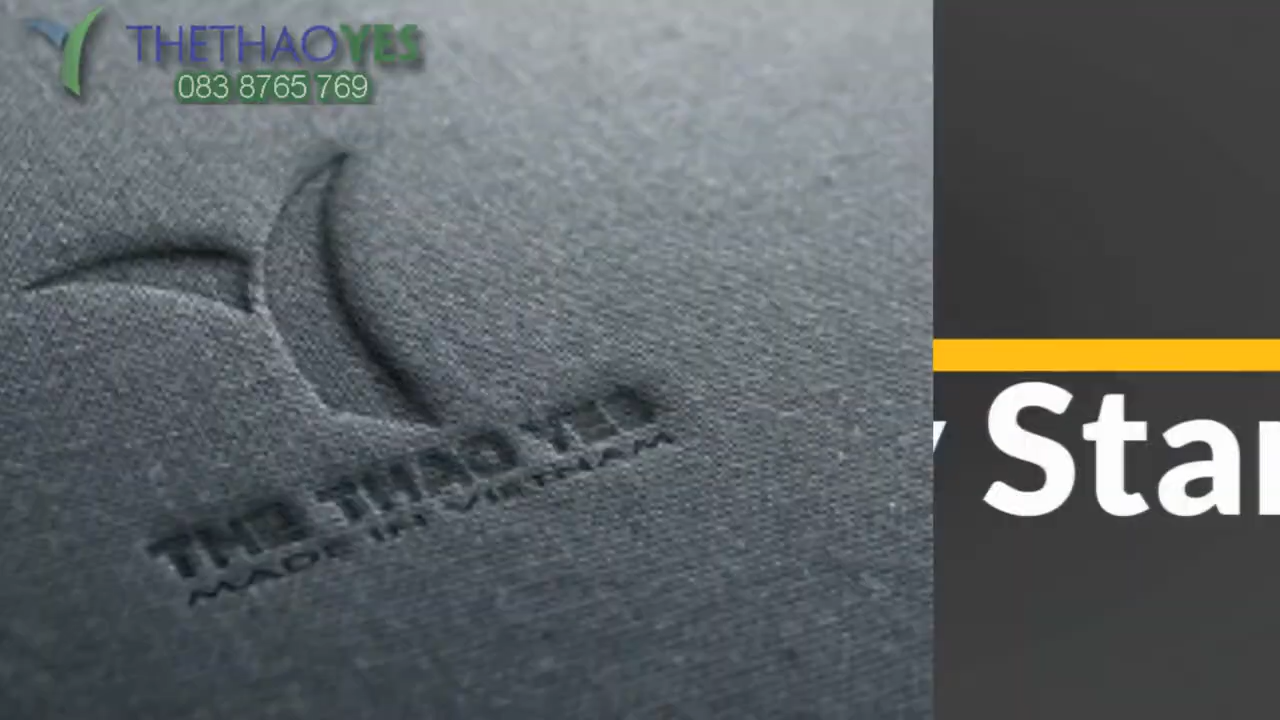 THETHAOYES
083 8765 769
THE THAO YES
MADE IN VIETNAM
Star